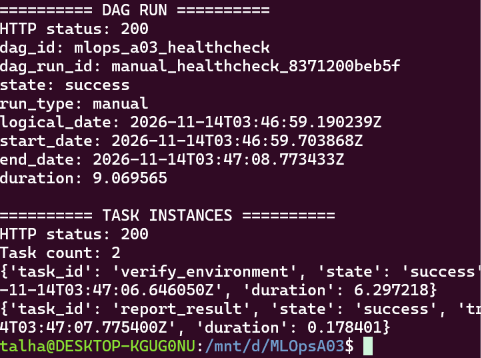 ========== DAG RUN ==========
HTTP status: 200
dag_id: mlops_a03_healthcheck
dag_run_id: manual_healthcheck_8371200beb5f
state: success
run_type: manual
logical_date: 2026-11-14T03:46:59.190239Z
start_date: 2026-11-14T03:46:59.703868Z
end_date: 2026-11-14T03:47:08.773433Z
duration: 9.069565

========== TASK INSTANCES ==========
HTTP status: 200
Task count: 2
{'task_id': 'verify_environment', 'state': 'success'
-11-14T03:47:06.646050Z', 'duration': 6.297218}
{'task_id': 'report_result', 'state': 'success', 'tr
4T03:47:07.775400Z', 'duration': 0.178401}
talha@DESKTOP-KGUG0NU:/mnt/d/MLOpsA03$